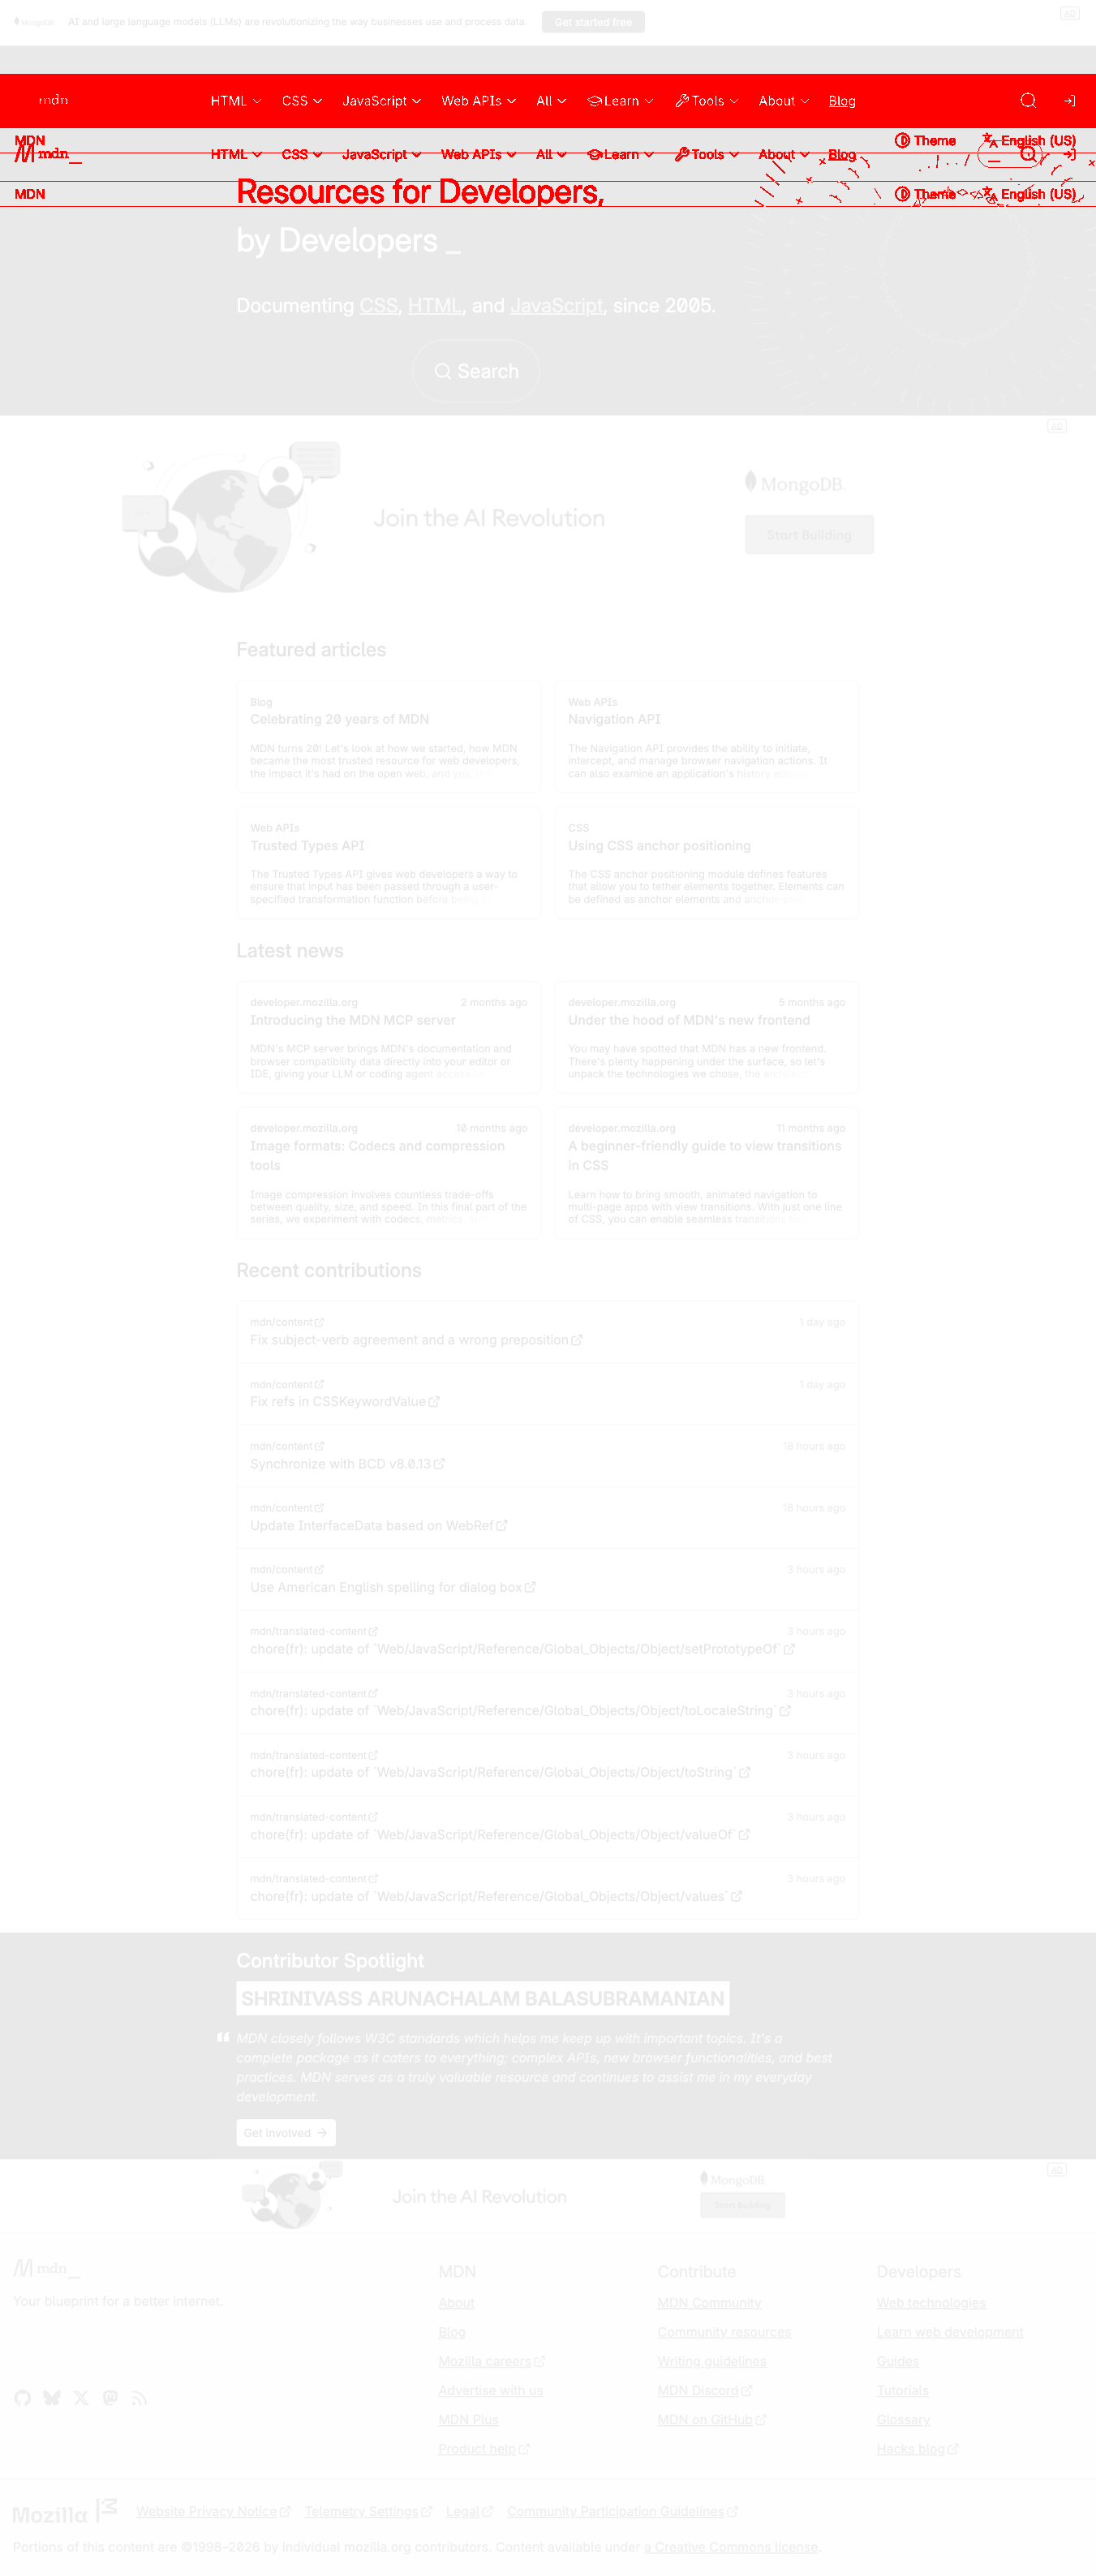 MongoDB. AI and large language models (LLMs) are revolutionizing the way businesses use and process data. Get started free AD
mdn HTML CSS JavaScript Web APIs All Learn Tools About Blog
MDN Theme English (US)
mdn_ HTML CSS JavaScript Web APIs All Learn Tools About Blog
MDN Theme English (US)
Resources for Developers,
by Developers _
Documenting CSS, HTML, and JavaScript, since 2005.
Search
AD
Join the AI Revolution
MongoDB.
Start Building
Featured articles
Blog
Celebrating 20 years of MDN
MDN turns 20! Let's look at how we started, how MDN
became the most trusted resource for web developers,
the impact it's had on the open web, and yes,
Web APIs
Navigation API
The Navigation API provides the ability to initiate,
intercept, and manage browser navigation actions. It
can also examine an application's history
Web APIs
Trusted Types API
The Trusted Types API gives web developers a way to
ensure that input has been passed through a user-
specified transformation function before being
CSS
Using CSS anchor positioning
The CSS anchor positioning module defines features
that allow you to tether elements together. Elements can
be defined as anchor elements and
Latest news
developer.mozilla.org 2 months ago
Introducing the MDN MCP server
MDN's MCP server brings MDN's documentation and
browser compatibility data directly into your editor or
IDE, giving your LLM or coding agent access
developer.mozilla.org 5 months ago
Under the hood of MDN's new frontend
You may have spotted that MDN has a new frontend.
There's plenty happening under the surface, so let's
unpack the technologies we chose, the
developer.mozilla.org 10 months ago
Image formats: Codecs and compression
tools
Image compression involves countless trade-offs
between quality, size, and speed. In this final part of the
series, we experiment with codecs, metrics,
developer.mozilla.org 11 months ago
A beginner-friendly guide to view transitions
in CSS
Learn how to bring smooth, animated navigation to
multi-page apps with view transitions. With just one line
of CSS, you can enable seamless transitions
Recent contributions
mdn/content 1 day ago
Fix subject-verb agreement and a wrong preposition
mdn/content 1 day ago
Fix refs in CSSKeywordValue
mdn/content 18 hours ago
Synchronize with BCD v8.0.13
mdn/content 18 hours ago
Update InterfaceData based on WebRef
mdn/content 3 hours ago
Use American English spelling for dialog box
mdn/translated-content 3 hours ago
chore(fr): update of `Web/JavaScript/Reference/Global_Objects/Object/setPrototypeOf`
mdn/translated-content 3 hours ago
chore(fr): update of `Web/JavaScript/Reference/Global_Objects/Object/toLocaleString`
mdn/translated-content 3 hours ago
chore(fr): update of `Web/JavaScript/Reference/Global_Objects/Object/toString`
mdn/translated-content 3 hours ago
chore(fr): update of `Web/JavaScript/Reference/Global_Objects/Object/valueOf`
mdn/translated-content 3 hours ago
chore(fr): update of `Web/JavaScript/Reference/Global_Objects/Object/values`
Contributor Spotlight
SHRINIVASS ARUNACHALAM BALASUBRAMANIAN
MDN closely follows W3C standards which helps me keep up with important topics. It's a
complete package as it caters to everything; complex APIs, new browser functionalities, and best
practices. MDN serves as a truly valuable resource and continues to assist me in my everyday
development.
Get involved
Join the AI Revolution
MongoDB.
Start Building
AD
mdn_
Your blueprint for a better internet.
MDN
About
Blog
Mozilla careers
Advertise with us
MDN Plus
Product help
Contribute
MDN Community
Community resources
Writing guidelines
MDN Discord
MDN on GitHub
Developers
Web technologies
Learn web development
Guides
Tutorials
Glossary
Hacks blog
Mozilla Website Privacy Notice Telemetry Settings Legal Community Participation Guidelines
Portions of this content are ©1998–2026 by individual mozilla.org contributors. Content available under a Creative Commons license.